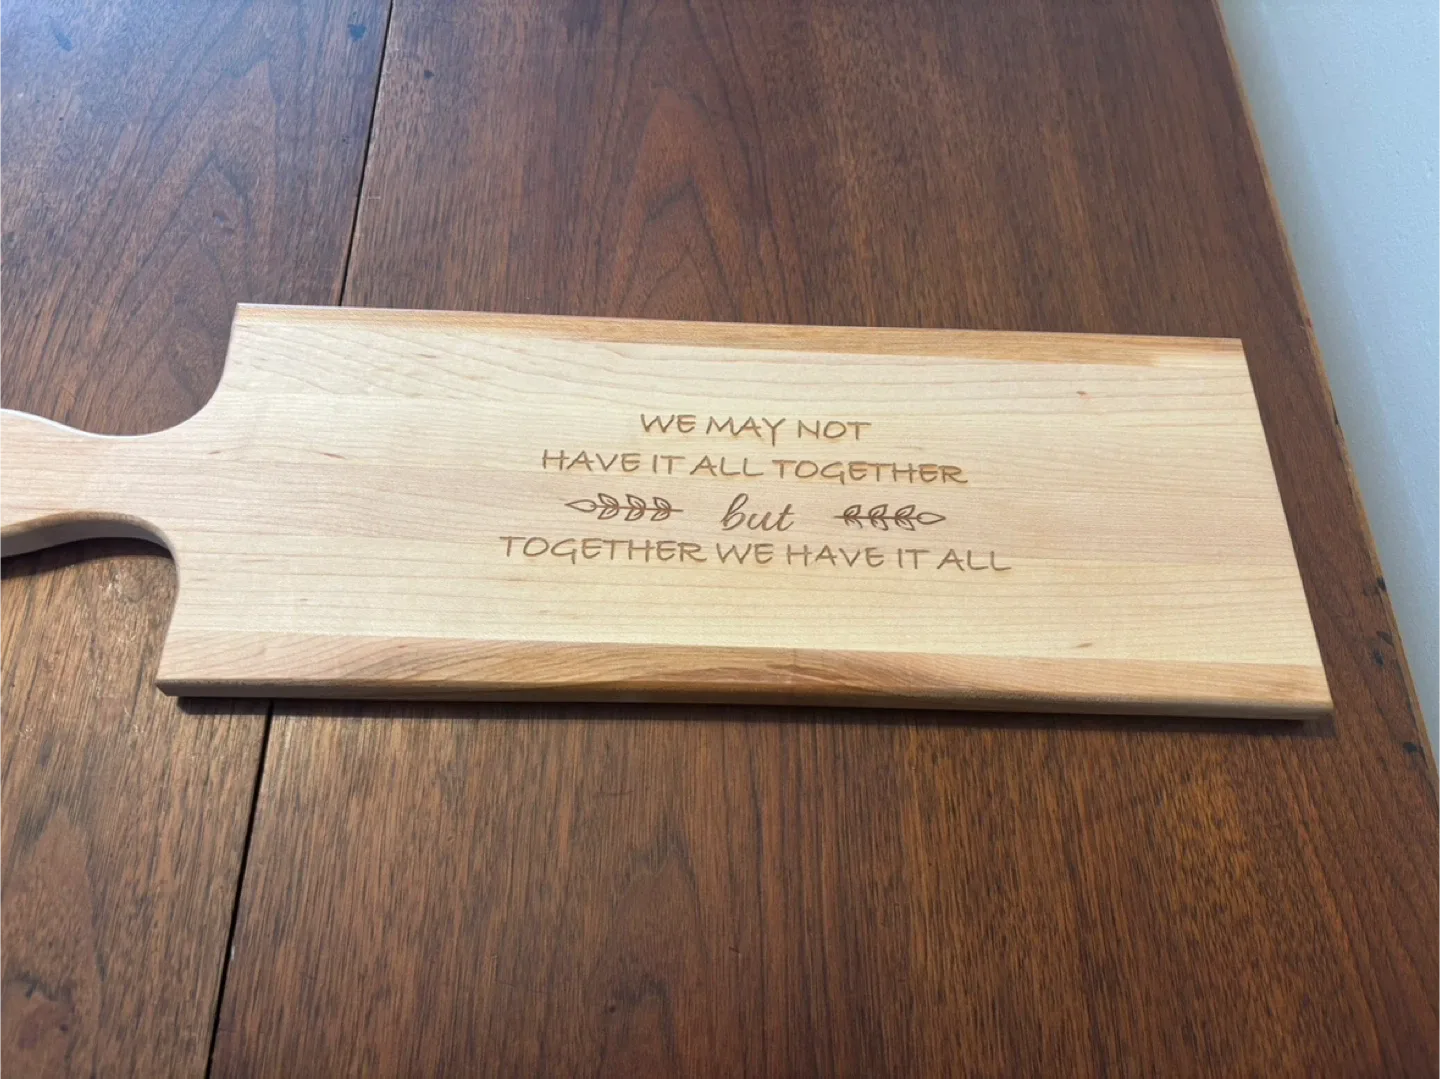 WE MAY NOT
HAVE IT ALL TOGETHER
but
TOGETHER WE HAVE IT ALL